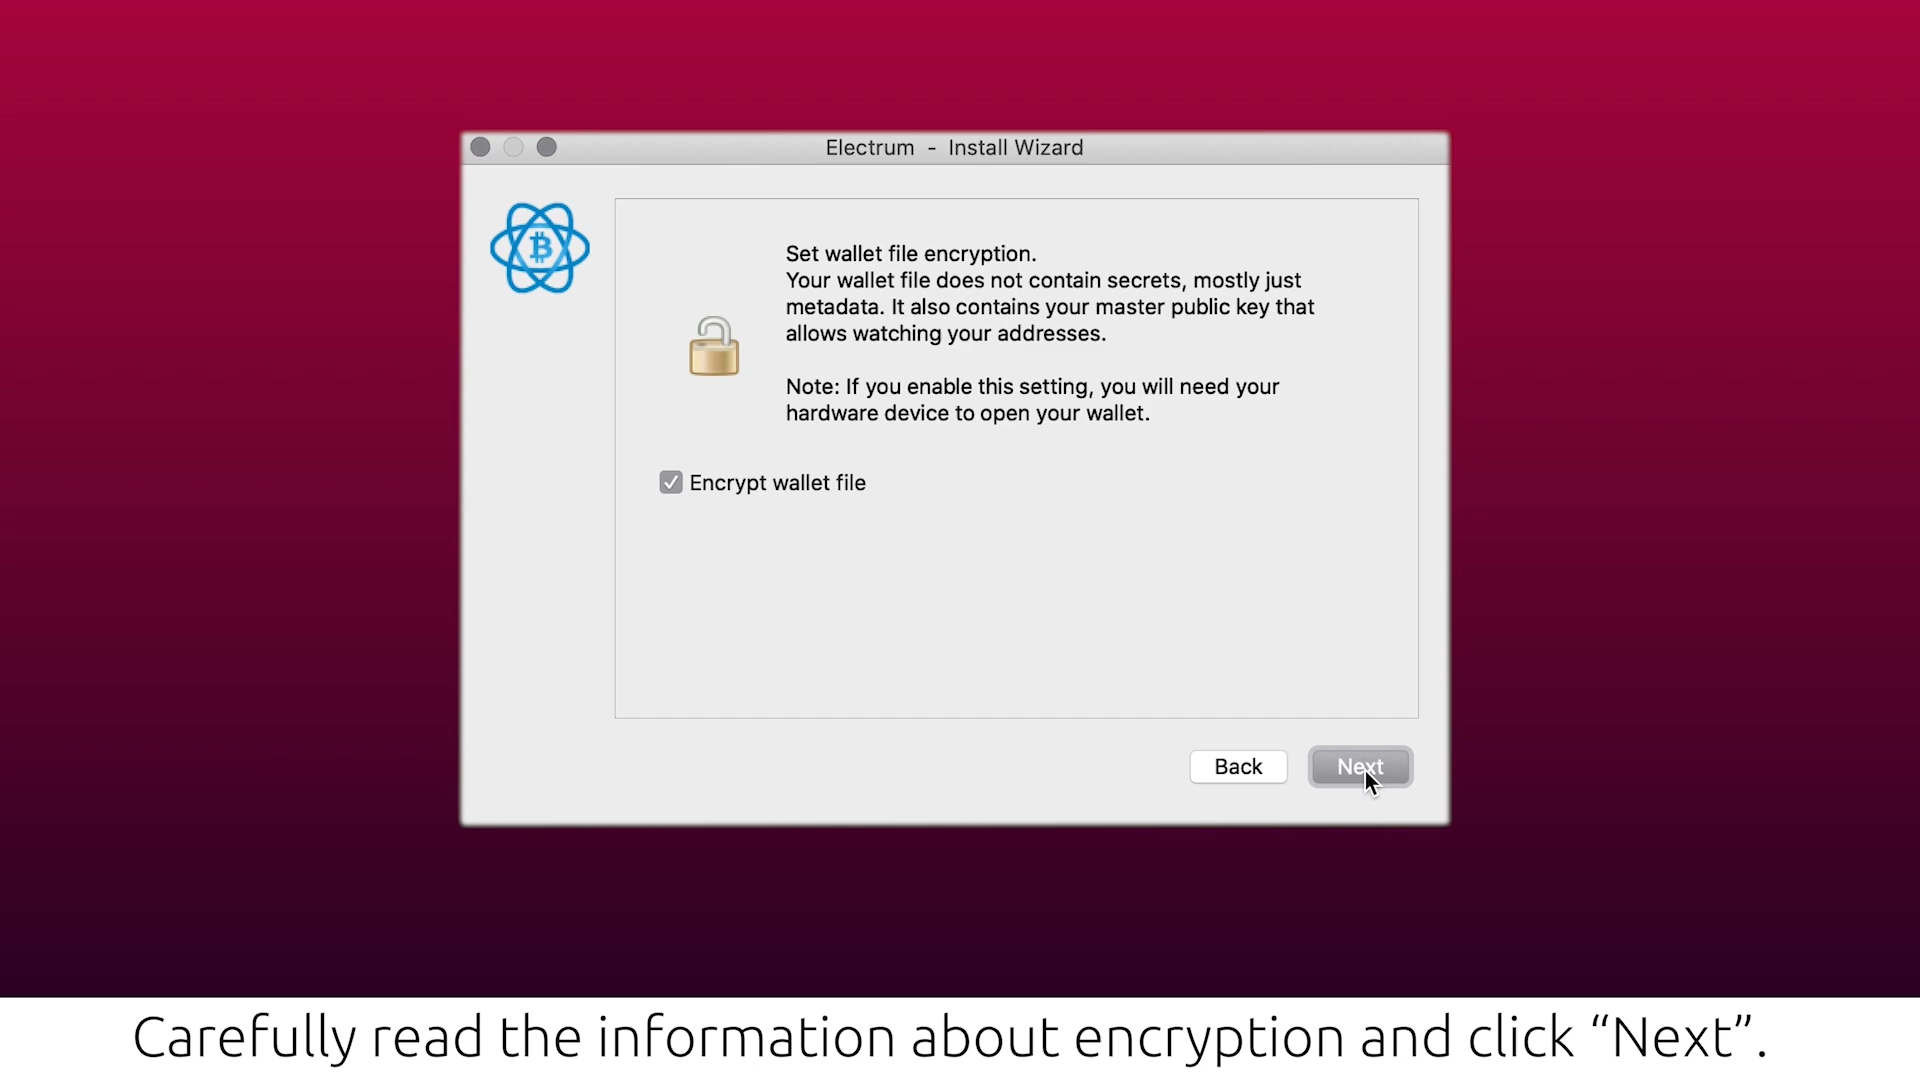 Electrum - Install Wizard
Set wallet file encryption.
Your wallet file does not contain secrets, mostly just
metadata. It also contains your master public key that
allows watching your addresses.
Note: If you enable this setting, you will need your
hardware device to open your wallet.
Encrypt wallet file
Back
Next
Carefully read the information about encryption and click “Next”.